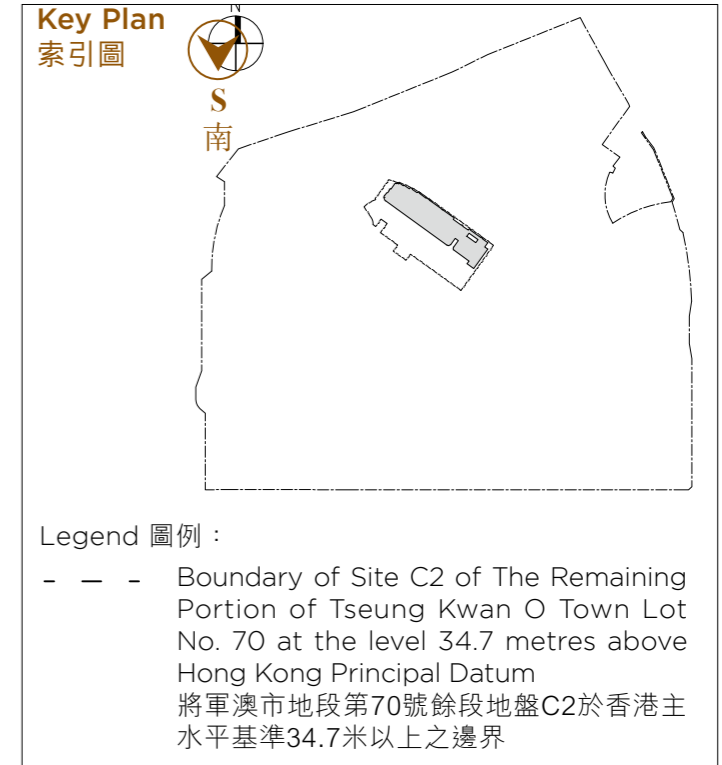 Key Plan
索引圖
N
S
南
Legend 圖例：
Boundary of Site C2 of The Remaining
Portion of Tseung Kwan O Town Lot
No. 70 at the level 34.7 metres above
Hong Kong Principal Datum
將軍澳市地段第70號餘段地盤C2於香港主
水平基準34.7米以上之邊界